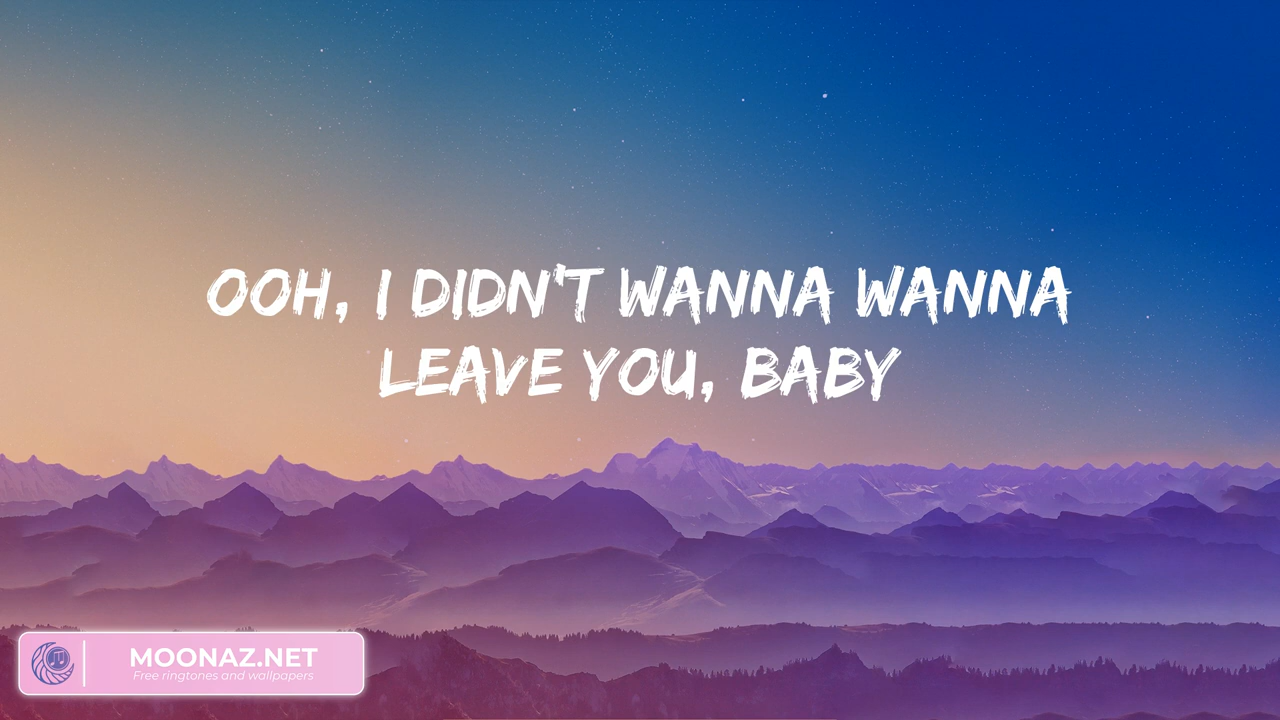 OOH, I DIDN'T WANNA WANNA
LEAVE YOU, BABY
MOONAZ.NET
Free ringtones and wallpapers